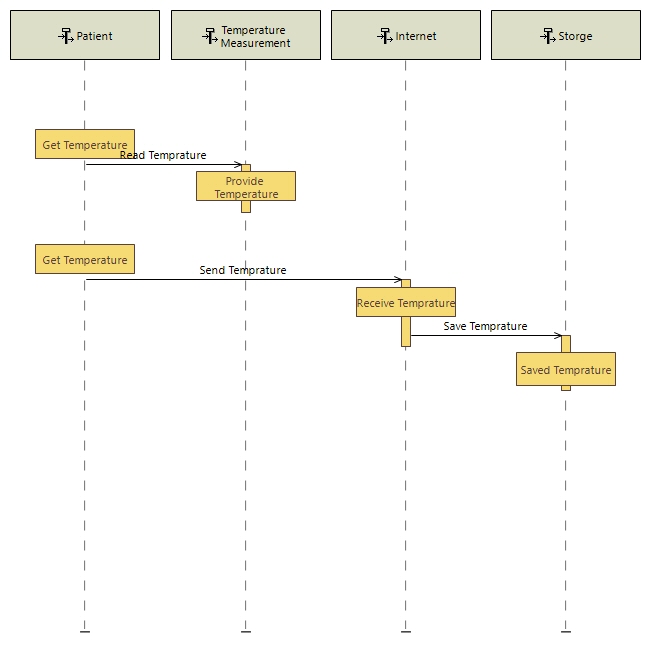 Patient
Temperature
Measurement
Internet
Storge
Get Temperature
Read Temprature
Provide
Temperature
Get Temperature
Send Temprature
Receive Temprature
Save Temprature
Saved Temprature